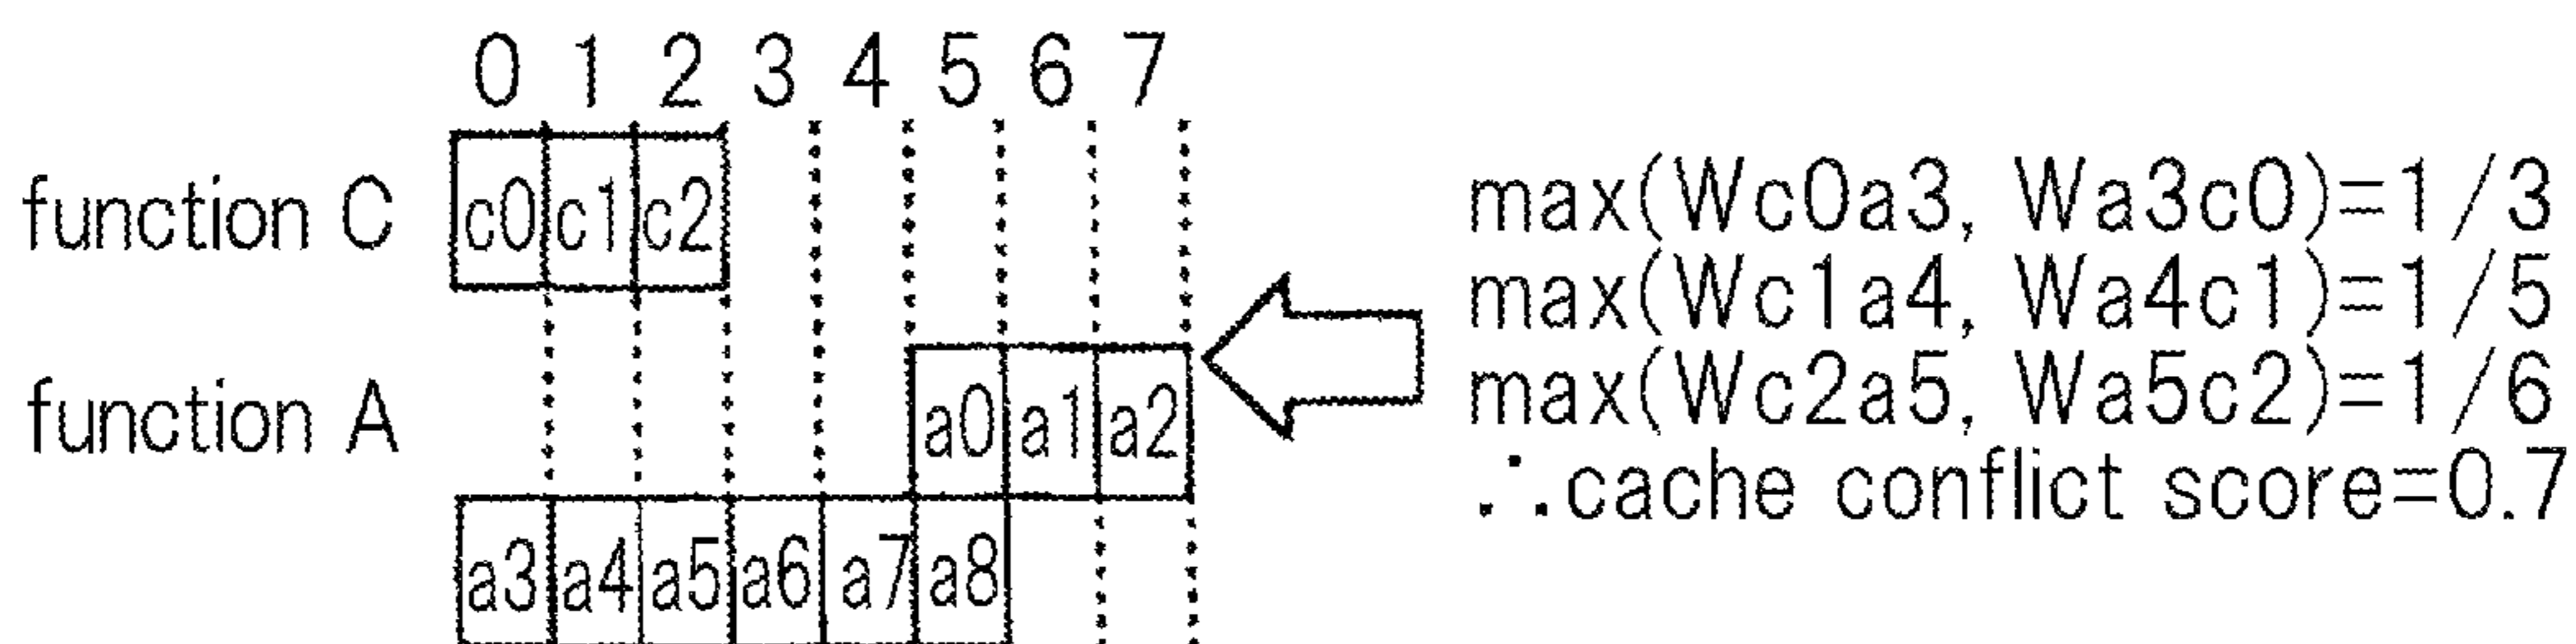 0 1 2 3 4 5 6 7
function C c0 c1 c2
max(Wc0a3, Wa3c0)=1/3
max(Wc1a4, Wa4c1)=1/5
max(Wc2a5, Wa5c2)=1/6
∴cache conflict score=0.7
function A a0 a1 a2
a3 a4 a5 a6 a7 a8